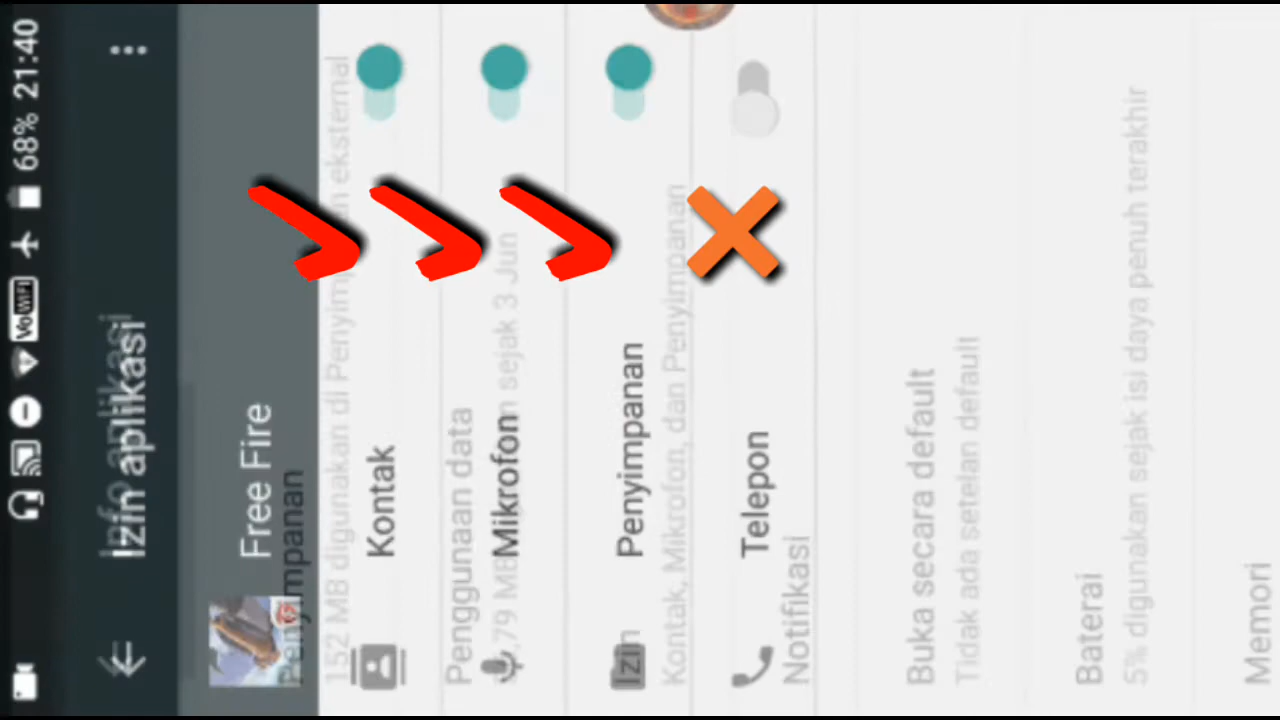 21:40
68%
VoWiFi
Info aplikasi
Izin aplikasi
Free Fire
Penyimpanan
152 MB digunakan di Penyimpanan eksternal
Kontak
Penggunaan data
Mikrofon
,79 MB sejak 3 Jun
Penyimpanan
Izin
Kontak, Mikrofon, dan Penyimpanan
Telepon
Notifikasi
Buka secara default
Tidak ada setelan default
Baterai
5% digunakan sejak isi daya penuh terakhir
Memori